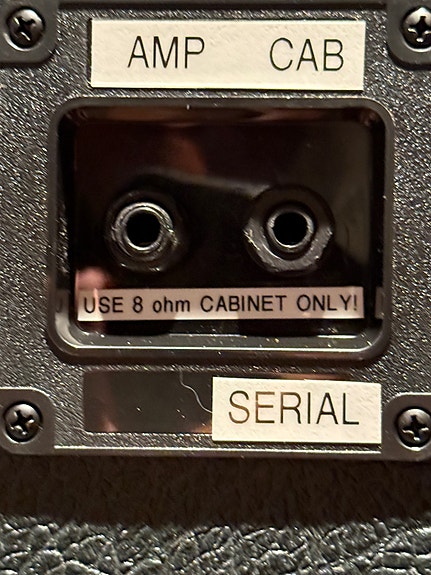 AMP CAB
USE 8 ohm CABINET ONLY!
SERIAL